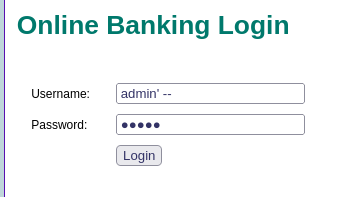 Online Banking Login
Username: admin' --
Password: ●●●●●
Login